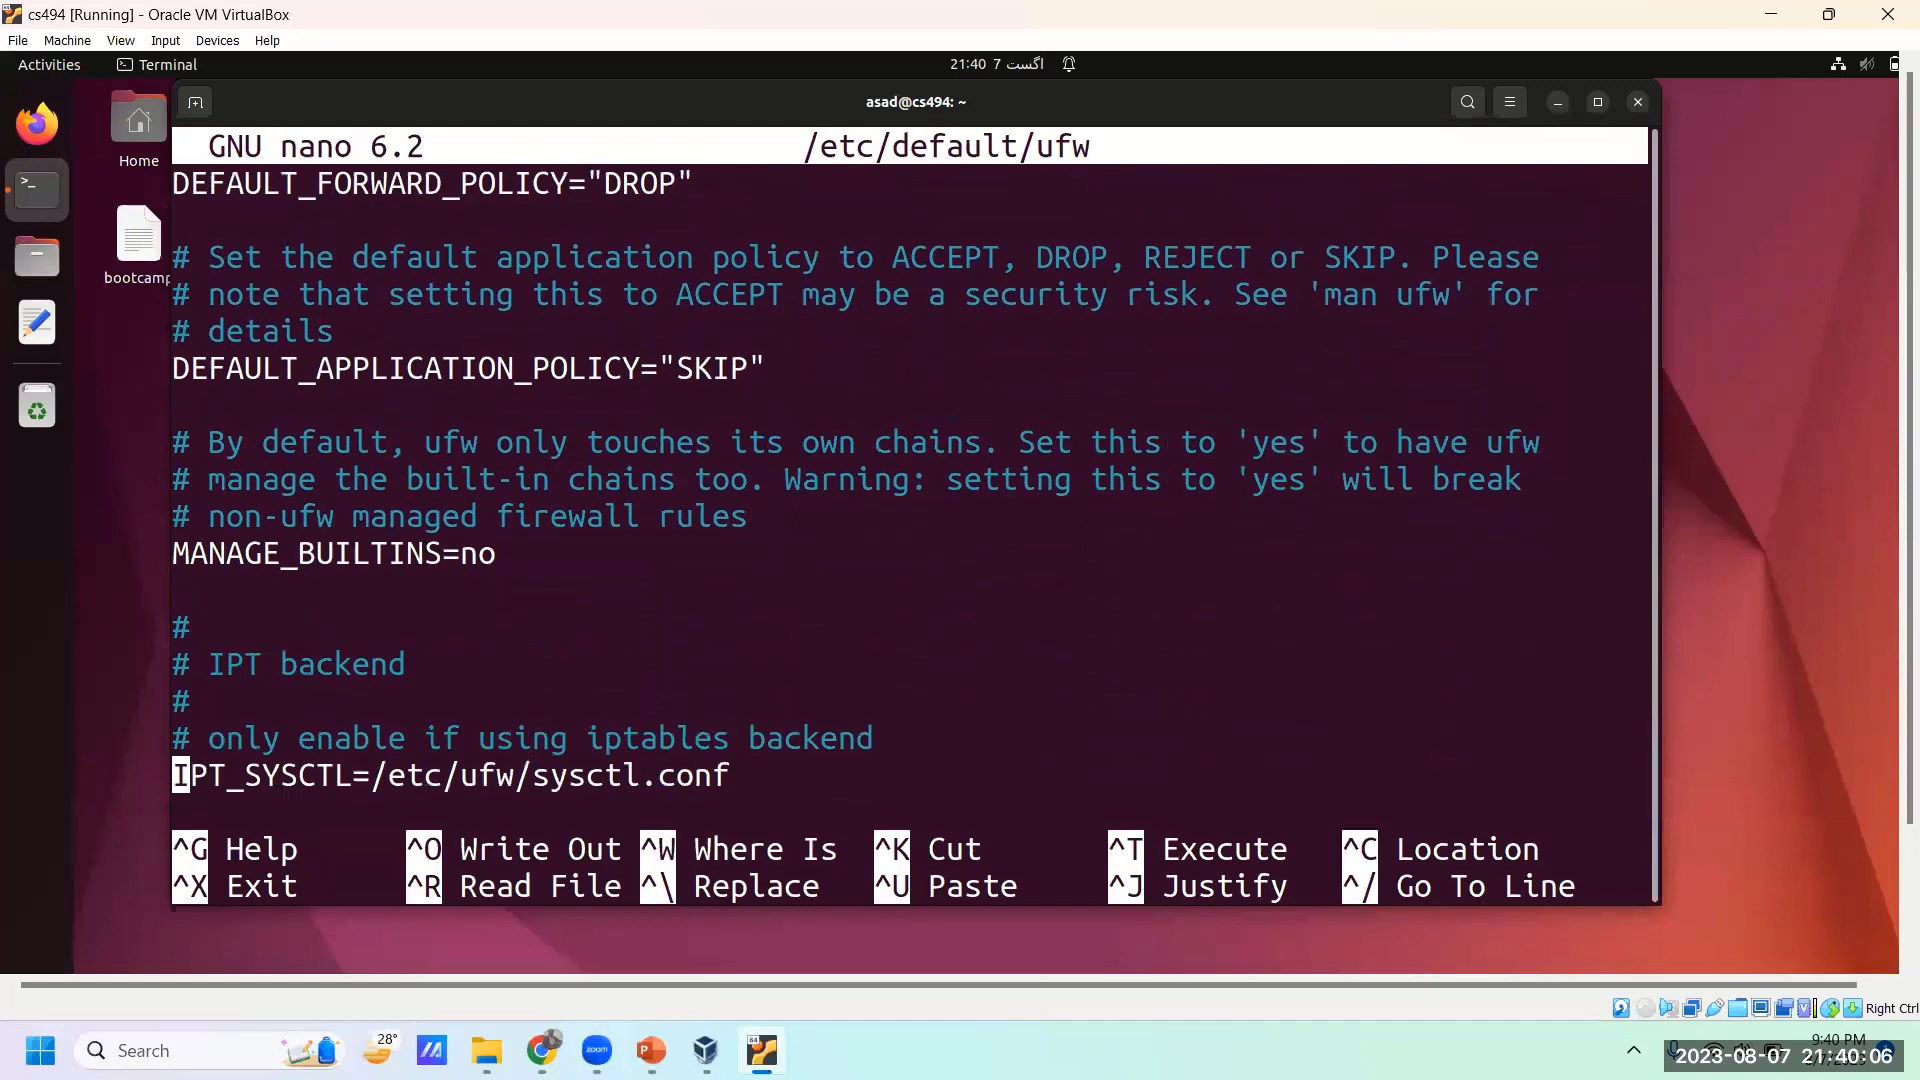 cs494 [Running] - Oracle VM VirtualBox
File Machine View Input Devices Help
Activities Terminal 21:40 7 اگست
asad@cs494: ~
GNU nano 6.2 /etc/default/ufw
Home
bootcamp
DEFAULT_FORWARD_POLICY="DROP"
# Set the default application policy to ACCEPT, DROP, REJECT or SKIP. Please
# note that setting this to ACCEPT may be a security risk. See 'man ufw' for
# details
DEFAULT_APPLICATION_POLICY="SKIP"
# By default, ufw only touches its own chains. Set this to 'yes' to have ufw
# manage the built-in chains too. Warning: setting this to 'yes' will break
# non-ufw managed firewall rules
MANAGE_BUILTINS=no
#
# IPT backend
#
# only enable if using iptables backend
IPT_SYSCTL=/etc/ufw/sysctl.conf
^G Help ^O Write Out ^W Where Is ^K Cut ^T Execute ^C Location
^X Exit ^R Read File ^\ Replace ^U Paste ^J Justify ^/ Go To Line
Right Ctrl
Search
28°
zoom
64
9:40 PM
2023-08-07 21:40:06